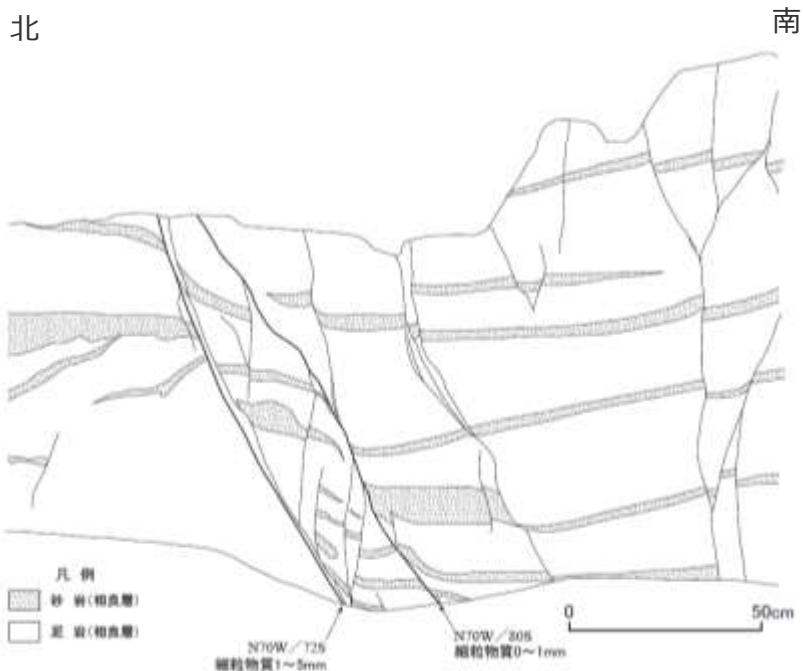 北
南
凡 例
砂 岩(相良層)
泥 岩(相良層)
N70W/72S
細粒物質1~5mm
N70W/80S
細粒物質0~1mm
0
50cm